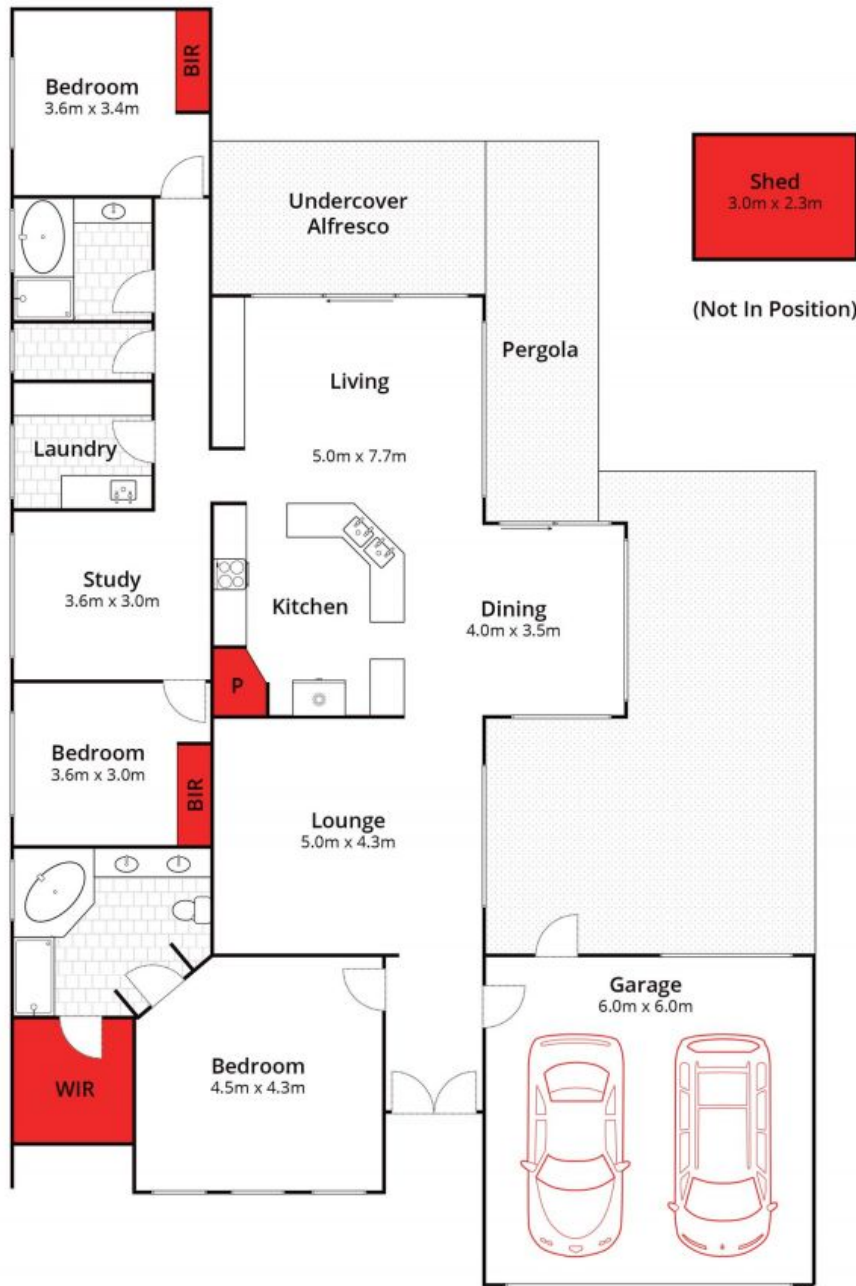 Bedroom
3.6m x 3.4m
BIR
Undercover
Alfresco
Shed
3.0m x 2.3m
(Not In Position)
Pergola
Living
5.0m x 7.7m
Laundry
Study
3.6m x 3.0m
Kitchen
Dining
4.0m x 3.5m
P
Bedroom
3.6m x 3.0m
BIR
Lounge
5.0m x 4.3m
Garage
6.0m x 6.0m
Bedroom
4.5m x 4.3m
WIR